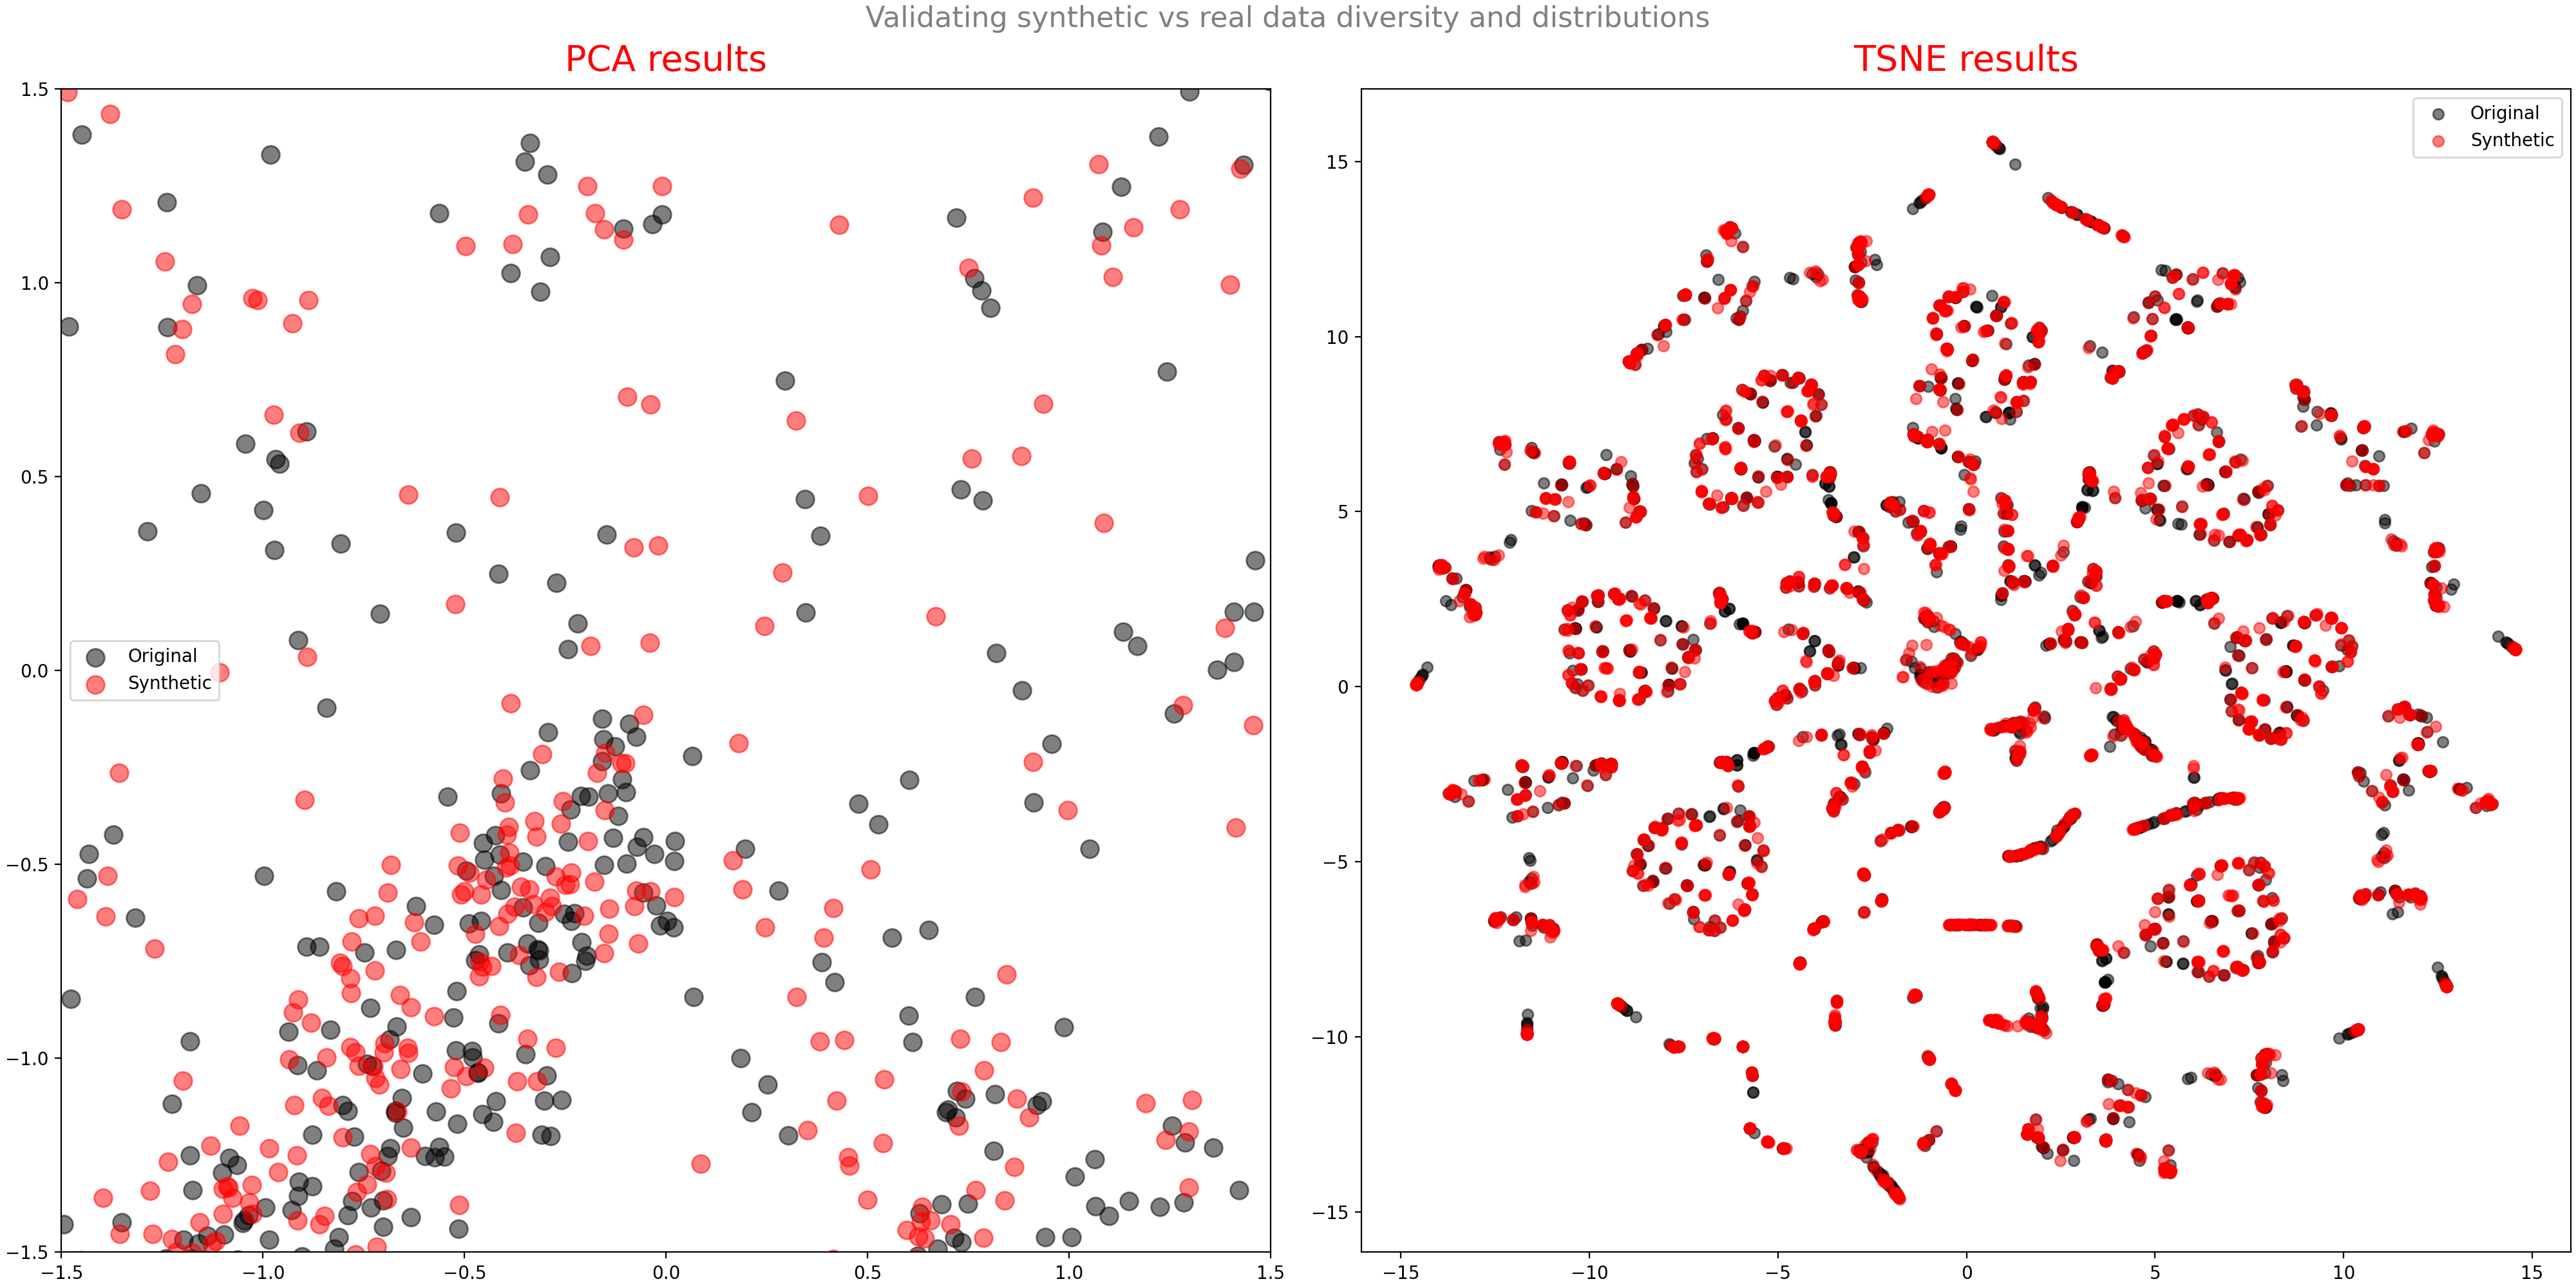 Validating synthetic vs real data diversity and distributions
PCA results
1.5
1.0
0.5
0.0
−0.5
−1.0
−1.5
−1.5 −1.0 −0.5 0.0 0.5 1.0 1.5
Original
Synthetic
TSNE results
15
10
5
0
−5
−10
−15
−15 −10 −5 0 5 10 15
Original
Synthetic